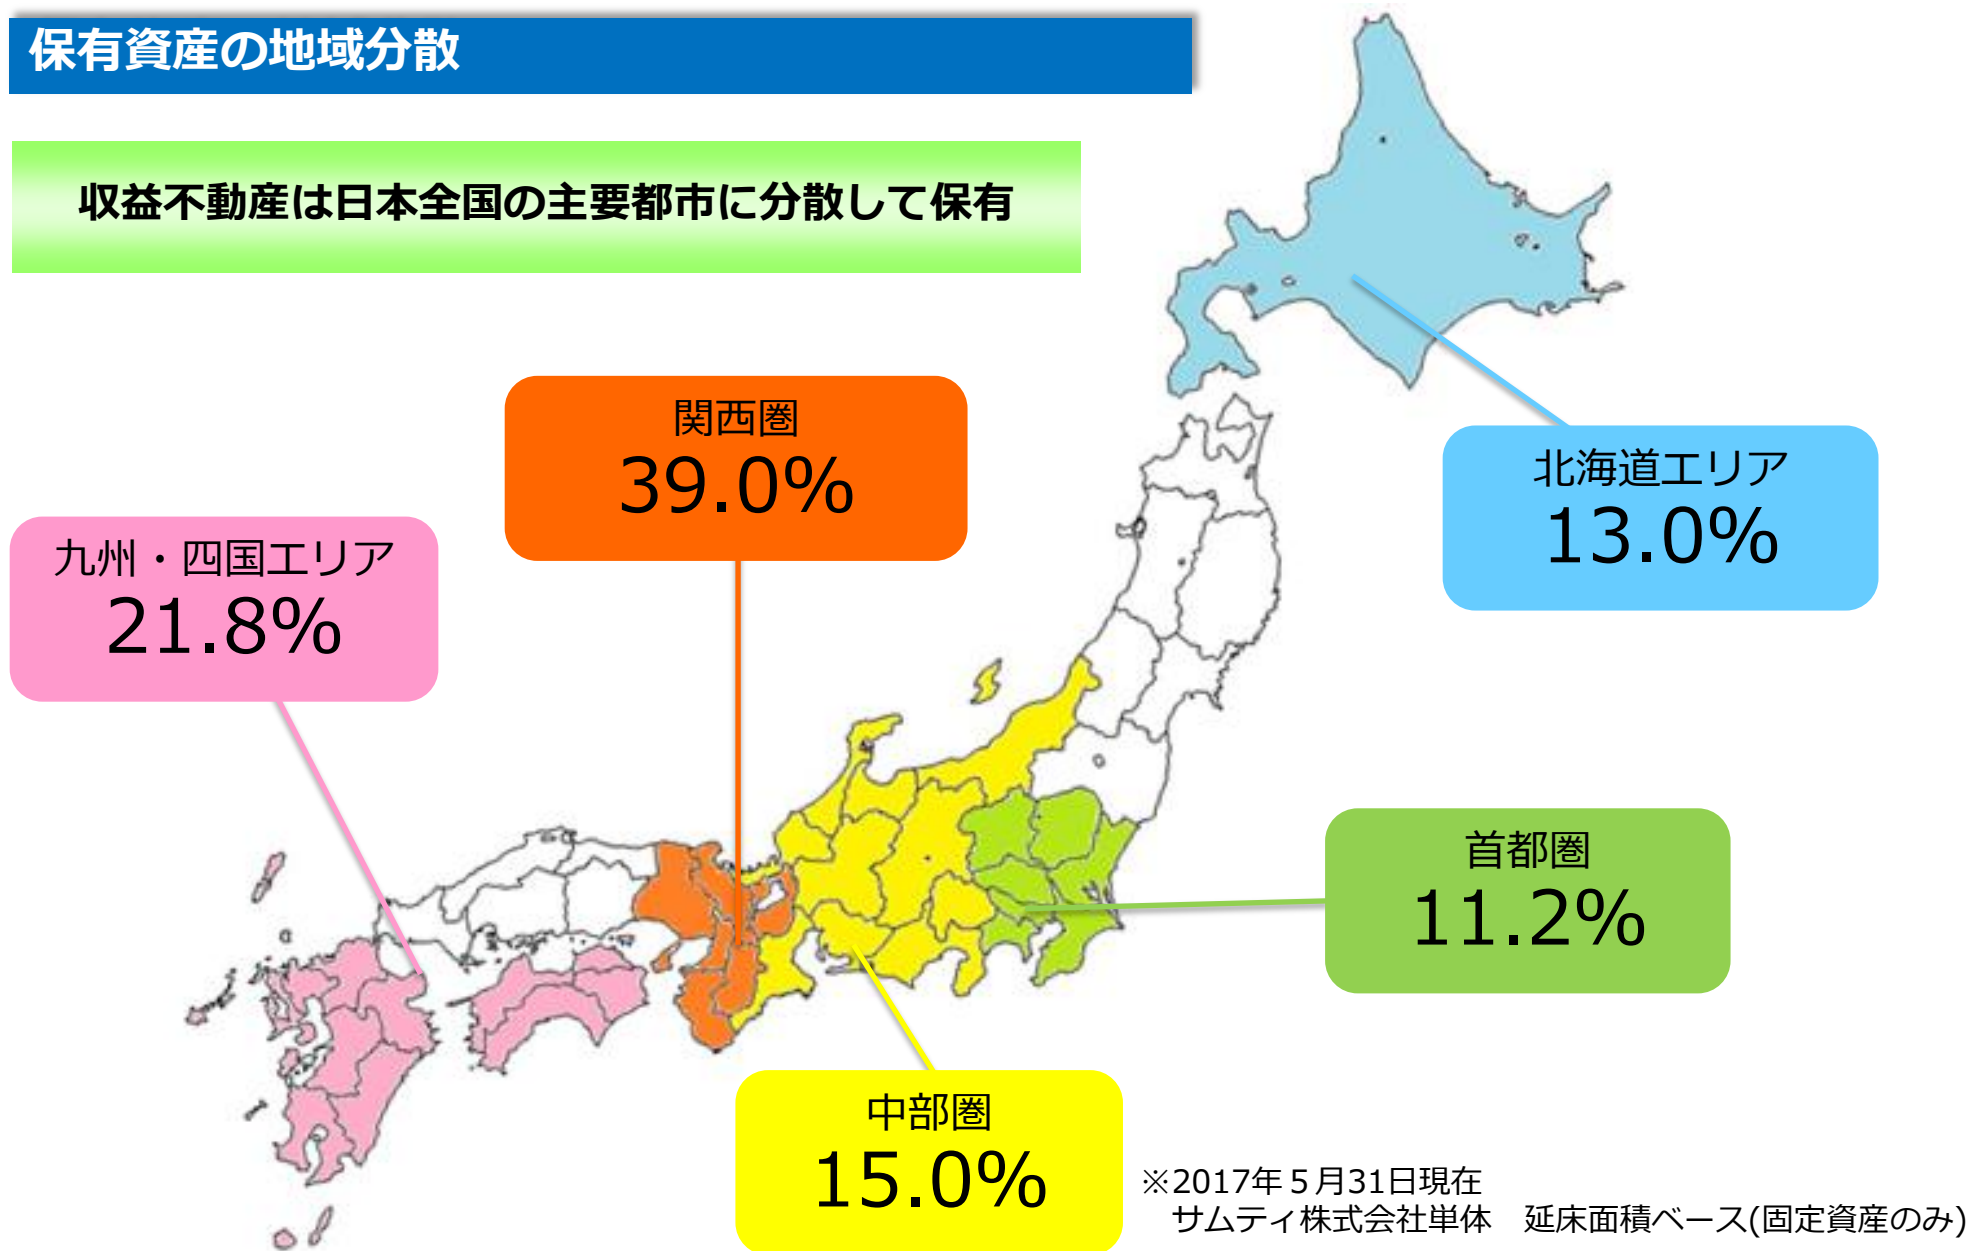 保有資産の地域分散
収益不動産は日本全国の主要都市に分散して保有
関西圏
39.0%
北海道エリア
13.0%
九州・四国エリア
21.8%
首都圏
11.2%
中部圏
15.0%
※2017年５月31日現在
サムティ株式会社単体　延床面積ベース(固定資産のみ)